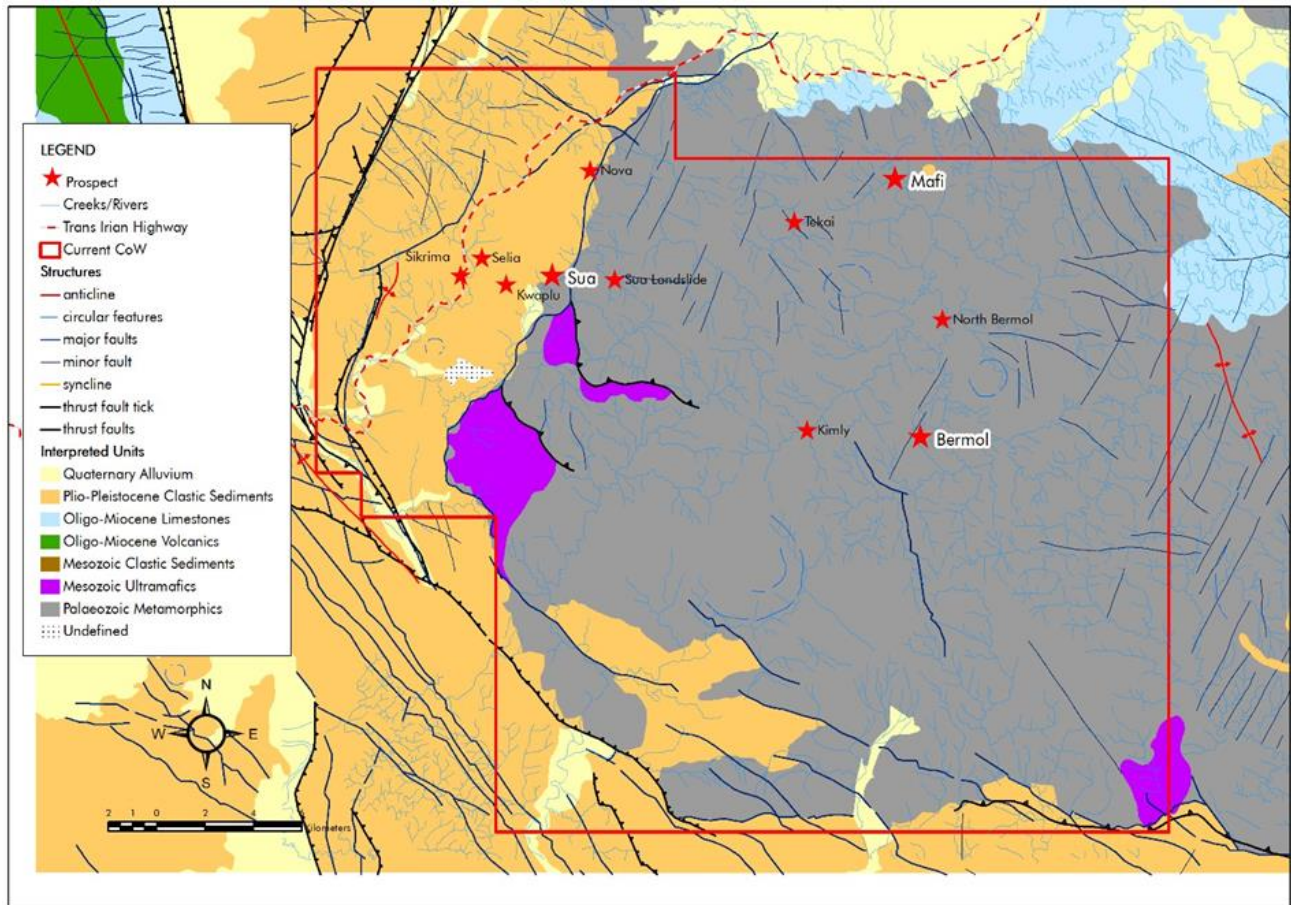 LEGEND
Prospect
Creeks/Rivers
Trans Irian Highway
Current CoW
Structures
anticline
circular features
major faults
minor fault
syncline
thrust fault tick
thrust faults
Interpreted Units
Quaternary Alluvium
Plio-Pleistocene Clastic Sediments
Oligo-Miocene Limestones
Oligo-Miocene Volcanics
Mesozoic Clastic Sediments
Mesozoic Ultramafics
Palaeozoic Metamorphics
Undefined
Nova
Mafi
Tekai
Sikrima
Selia
Kwaplu
Sua
Sua Landslide
North Bermol
Kimly
Bermol
N
W
E
S
2 1 0 2 4